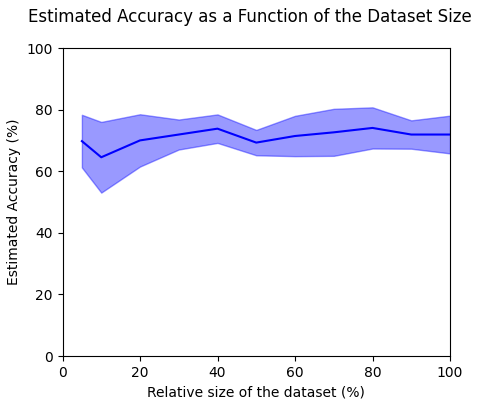 Estimated Accuracy as a Function of the Dataset Size
100
80
60
40
20
0
Estimated Accuracy (%)
0 20 40 60 80 100
Relative size of the dataset (%)